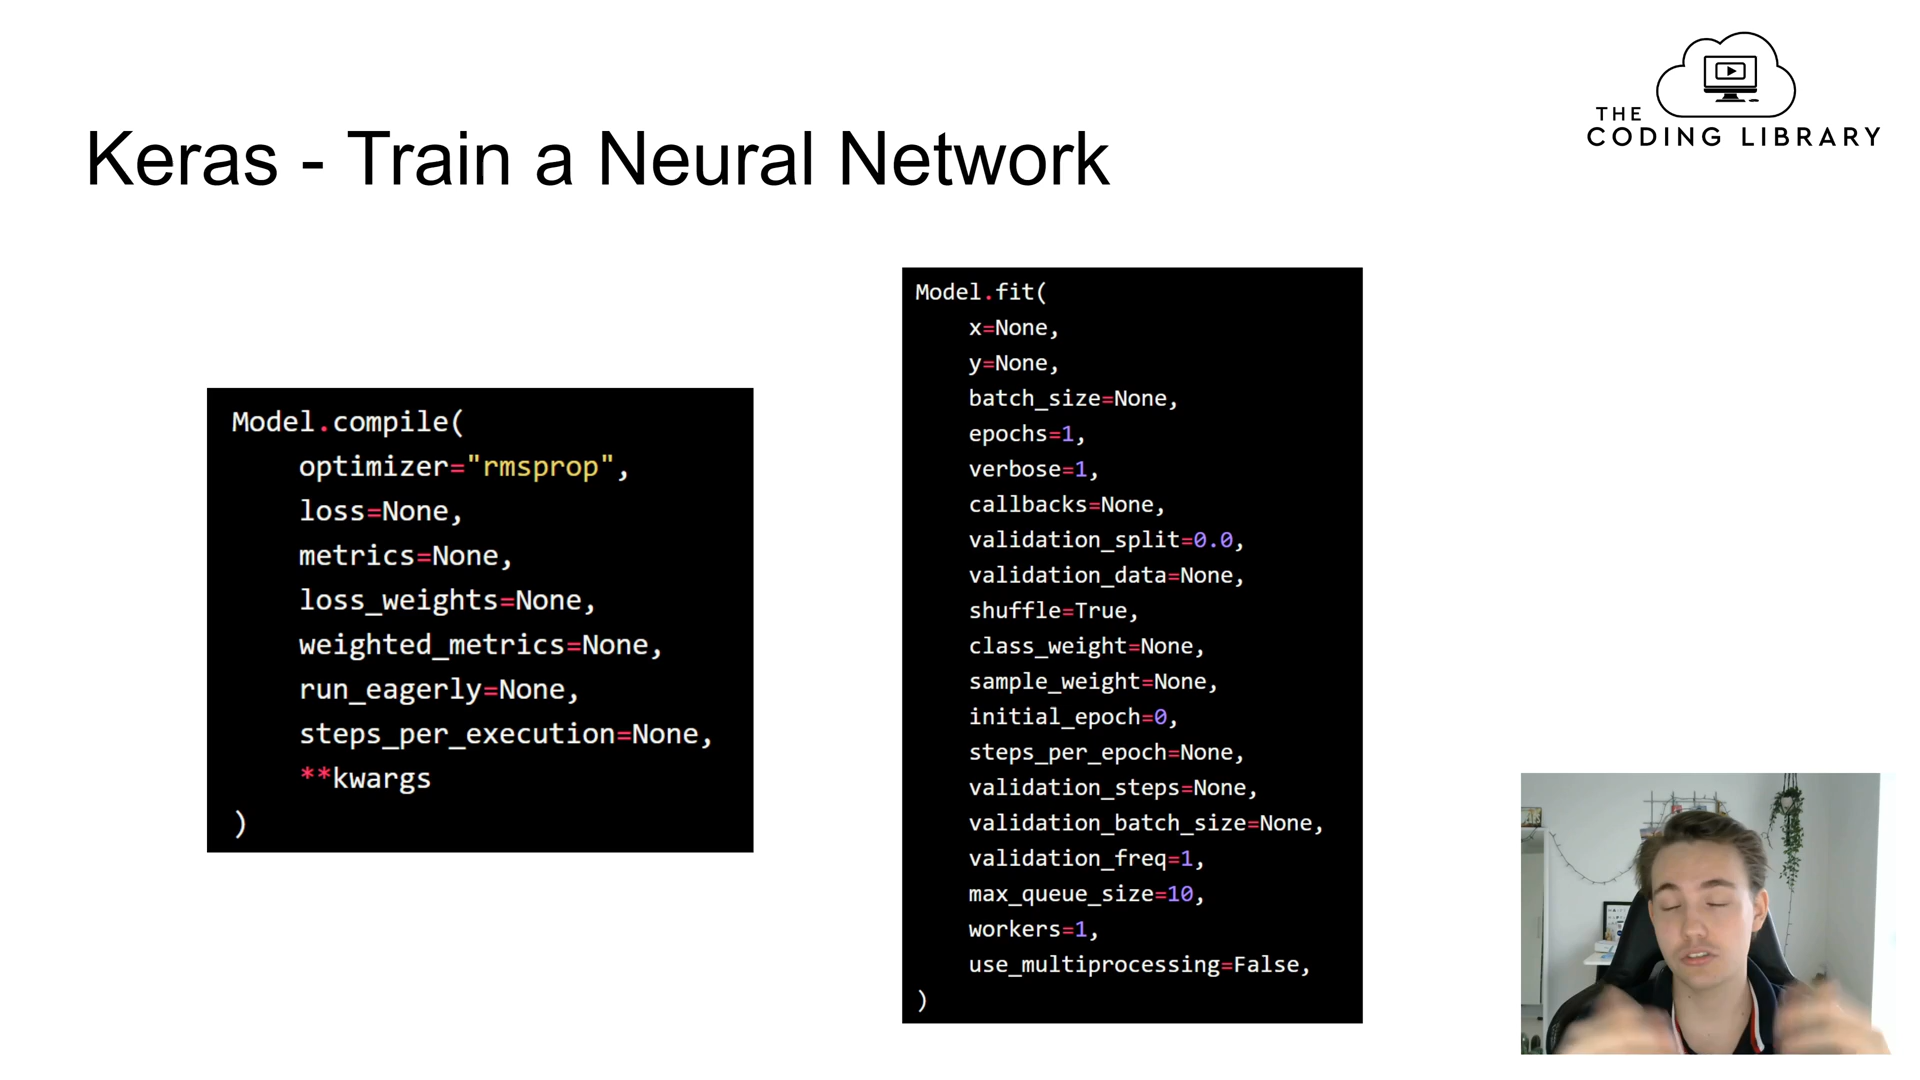 THE
CODING LIBRARY
Keras - Train a Neural Network
Model.compile(
optimizer="rmsprop",
loss=None,
metrics=None,
loss_weights=None,
weighted_metrics=None,
run_eagerly=None,
steps_per_execution=None,
**kwargs
)
Model.fit(
x=None,
y=None,
batch_size=None,
epochs=1,
verbose=1,
callbacks=None,
validation_split=0.0,
validation_data=None,
shuffle=True,
class_weight=None,
sample_weight=None,
initial_epoch=0,
steps_per_epoch=None,
validation_steps=None,
validation_batch_size=None,
validation_freq=1,
max_queue_size=10,
workers=1,
use_multiprocessing=False,
)